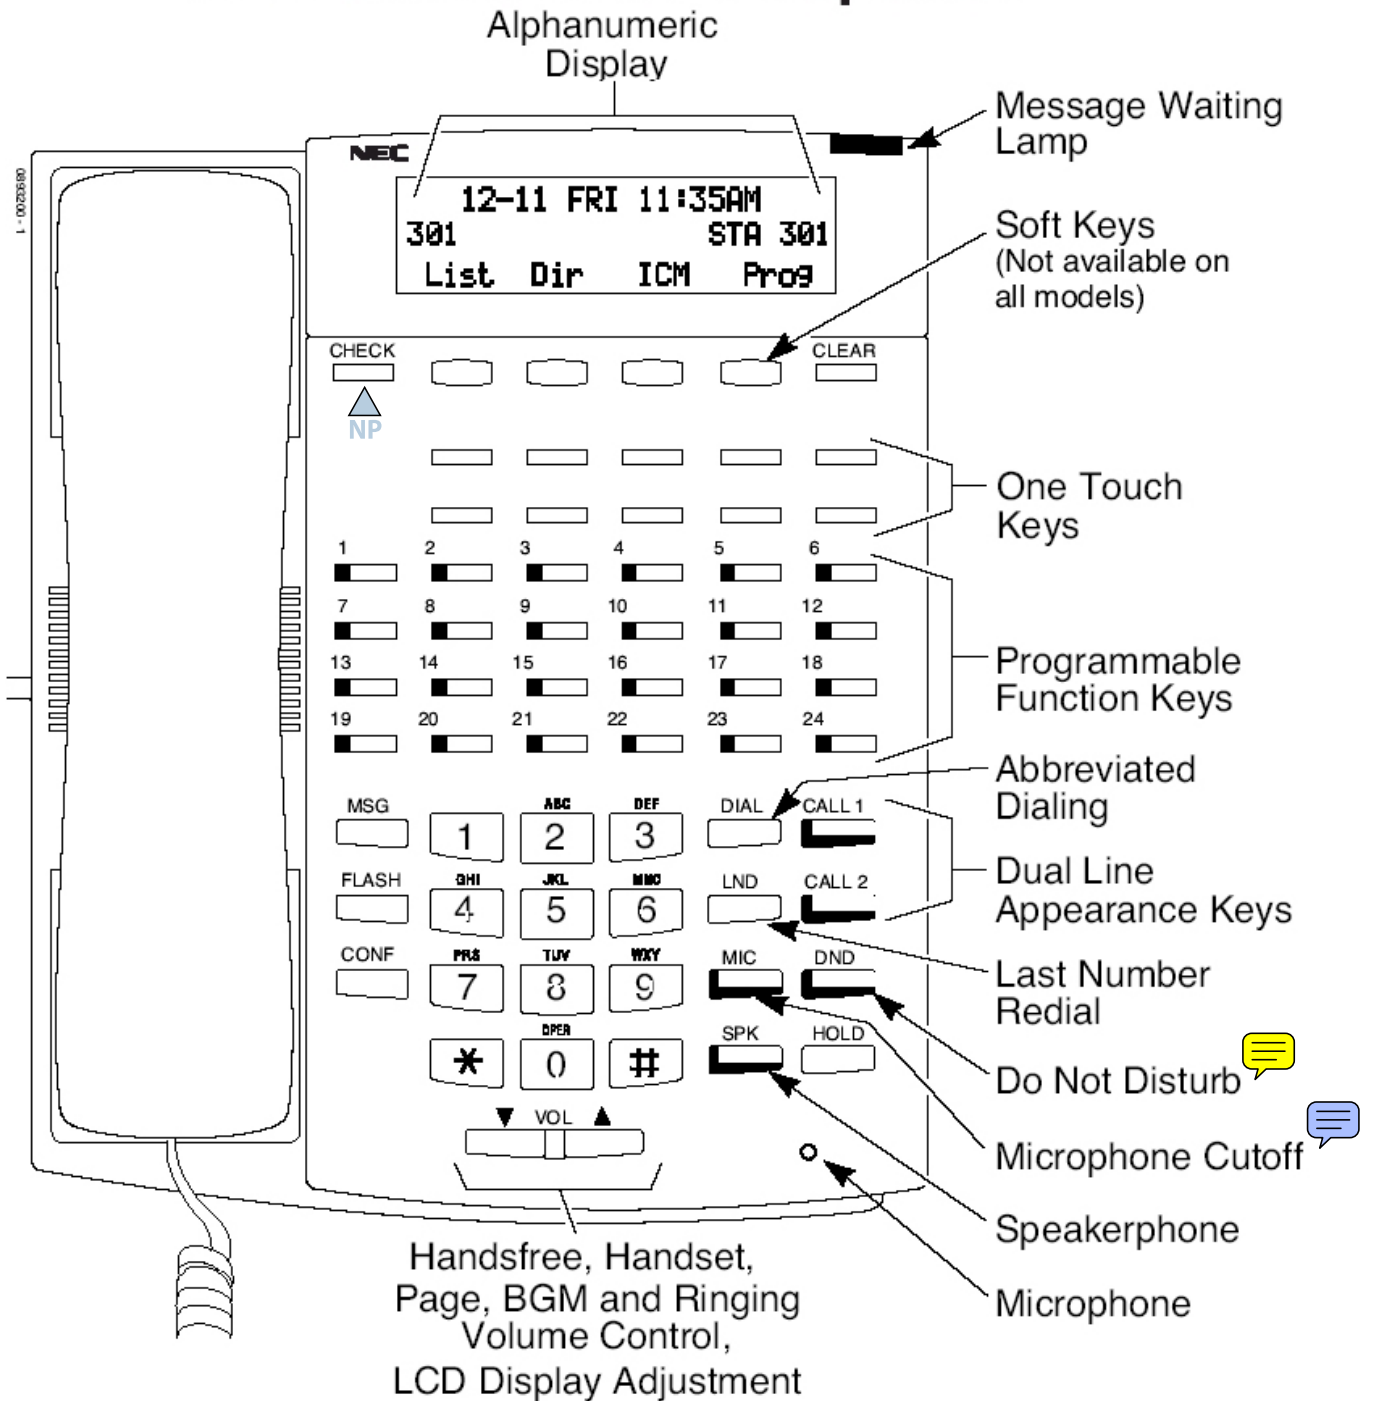 Alphanumeric
Display
Message Waiting
Lamp
NEC
0893200 - 1
12-11 FRI 11:35AM
301 STA 301
List Dir ICM Prog
Soft Keys
(Not available on
all models)
CHECK CLEAR
NP
One Touch
Keys
1 2 3 4 5 6
7 8 9 10 11 12
13 14 15 16 17 18
19 20 21 22 23 24
Programmable
Function Keys
Abbreviated
Dialing
MSG ABC DEF DIAL CALL 1
1 2 3
FLASH GHI JKL MNO LND CALL 2
4 5 6
Dual Line
Appearance Keys
CONF PRS TUV WXY MIC DND
7 8 9
Last Number
Redial
OPER SPK HOLD
* 0 #
Do Not Disturb
▼ VOL ▲
Microphone Cutoff
Speakerphone
Microphone
Handsfree, Handset,
Page, BGM and Ringing
Volume Control,
LCD Display Adjustment